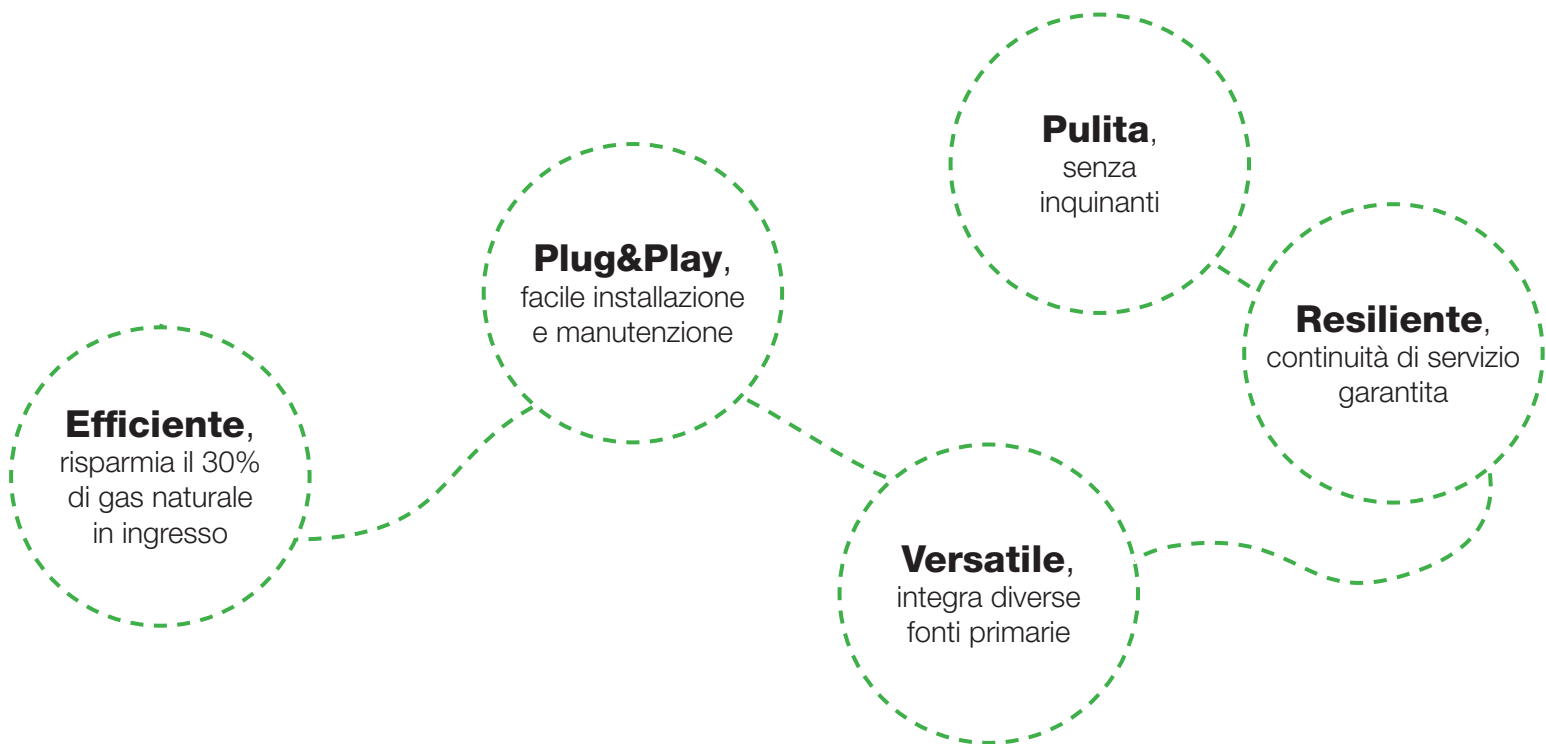 Efficiente,
risparmia il 30%
di gas naturale
in ingresso
Plug&Play,
facile installazione
e manutenzione
Versatile,
integra diverse
fonti primarie
Resiliente,
continuità di servizio
garantita
Pulita,
senza
inquinanti